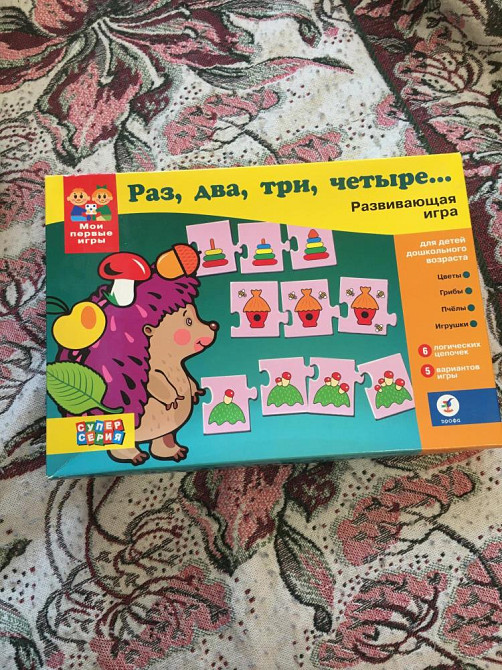 Мои
первые
игры
Раз, два, три, четыре...
Развивающая
игра
для детей
дошкольного
возраста
Цветы
Грибы
Пчёлы
Игрушки
6 логических
цепочек
5 вариантов
игры
СУПЕР
СЕРИЯ
дрофа